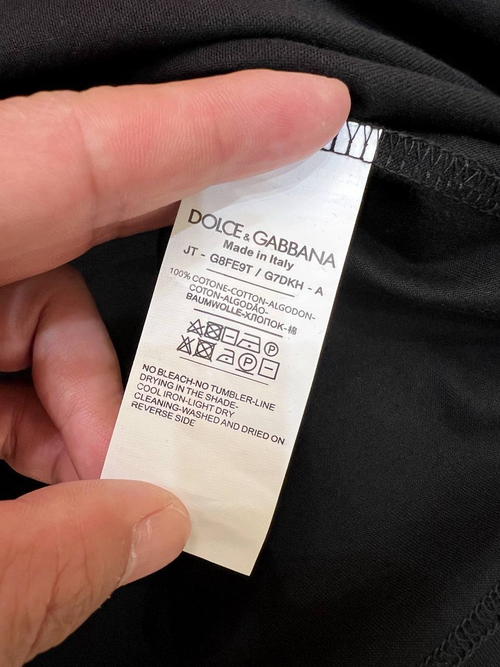 DOLCE & GABBANA
Made in Italy
JT - G8FE9T / G7DKH - A
100% COTONE-COTTON-ALGODON-
COTON-ALGODÃO-
BAUMWOLLE-ХЛОПОК-棉
P
P
NO BLEACH-NO TUMBLER-LINE
DRYING IN THE SHADE-
COOL IRON-LIGHT DRY
CLEANING-WASHED AND DRIED ON
REVERSE SIDE